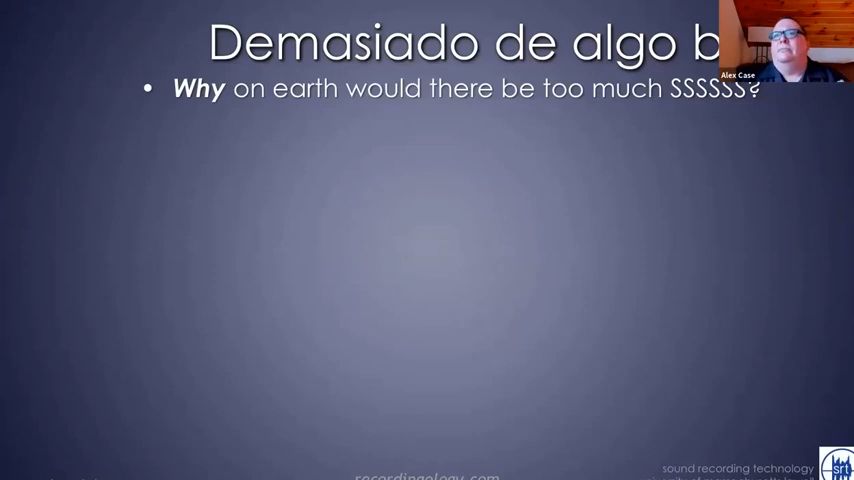 Demasiado de algo b
Alex Case
• Why on earth would there be too much SSSSSS?
recordingology.com
sound recording technology
srt